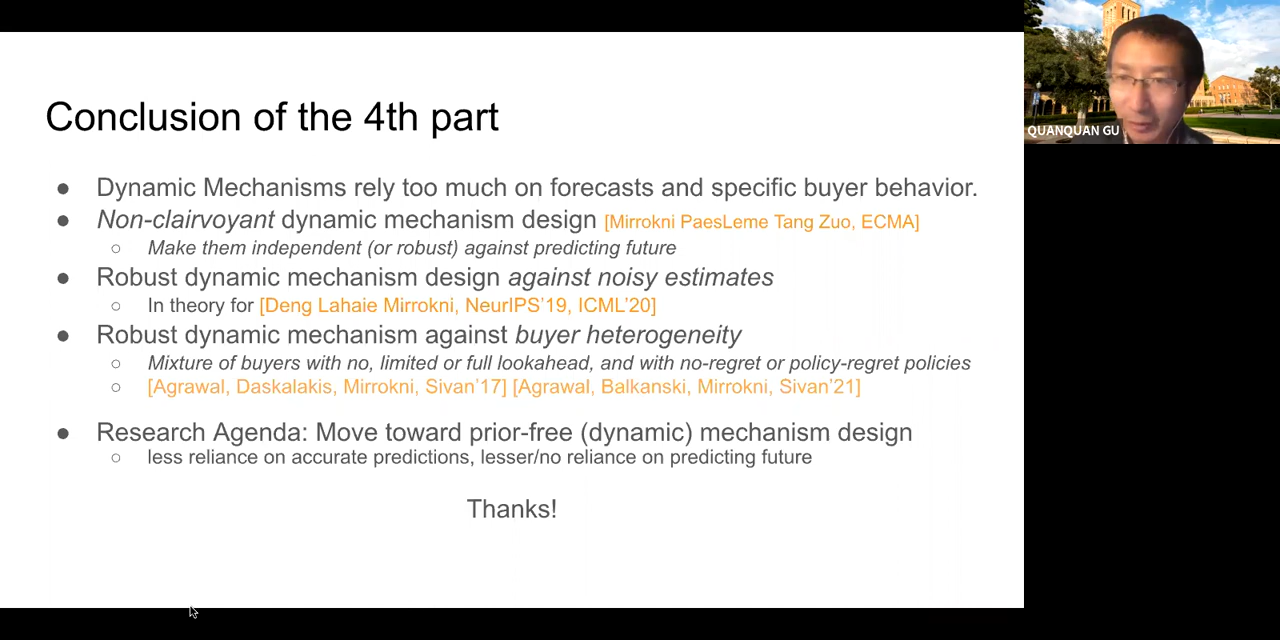 Conclusion of the 4th part
● Dynamic Mechanisms rely too much on forecasts and specific buyer behavior.
● Non-clairvoyant dynamic mechanism design [Mirrokni PaesLeme Tang Zuo, ECMA]
○ Make them independent (or robust) against predicting future
● Robust dynamic mechanism design against noisy estimates
○ In theory for [Deng Lahaie Mirrokni, NeurIPS'19, ICML'20]
● Robust dynamic mechanism against buyer heterogeneity
○ Mixture of buyers with no, limited or full lookahead, and with no-regret or policy-regret policies
○ [Agrawal, Daskalakis, Mirrokni, Sivan'17] [Agrawal, Balkanski, Mirrokni, Sivan'21]
● Research Agenda: Move toward prior-free (dynamic) mechanism design
○ less reliance on accurate predictions, lesser/no reliance on predicting future
Thanks!
QUANQUAN GU